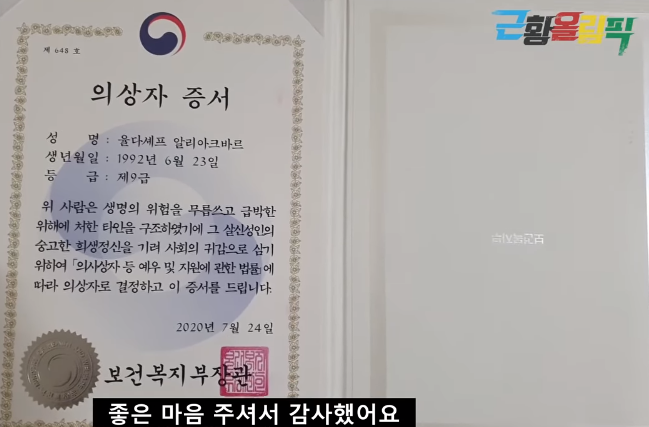 근황올림픽
제 648 호
의상자 증서
성 명 : 율다셰프 알리아크바르
생년월일 : 1992년 6월 23일
등 급 : 제9급
위 사람은 생명의 위험을 무릅쓰고 급박한
위해에 처한 타인을 구조하였기에 그 살신성인의
숭고한 희생정신을 기려 사회의 귀감으로 삼기
위하여 「의사상자 등 예우 및 지원에 관한 법률」에
따라 의상자로 결정하고 이 증서를 드립니다.
2020년 7월 24일
보건복지부장관
좋은 마음 주셔서 감사했어요